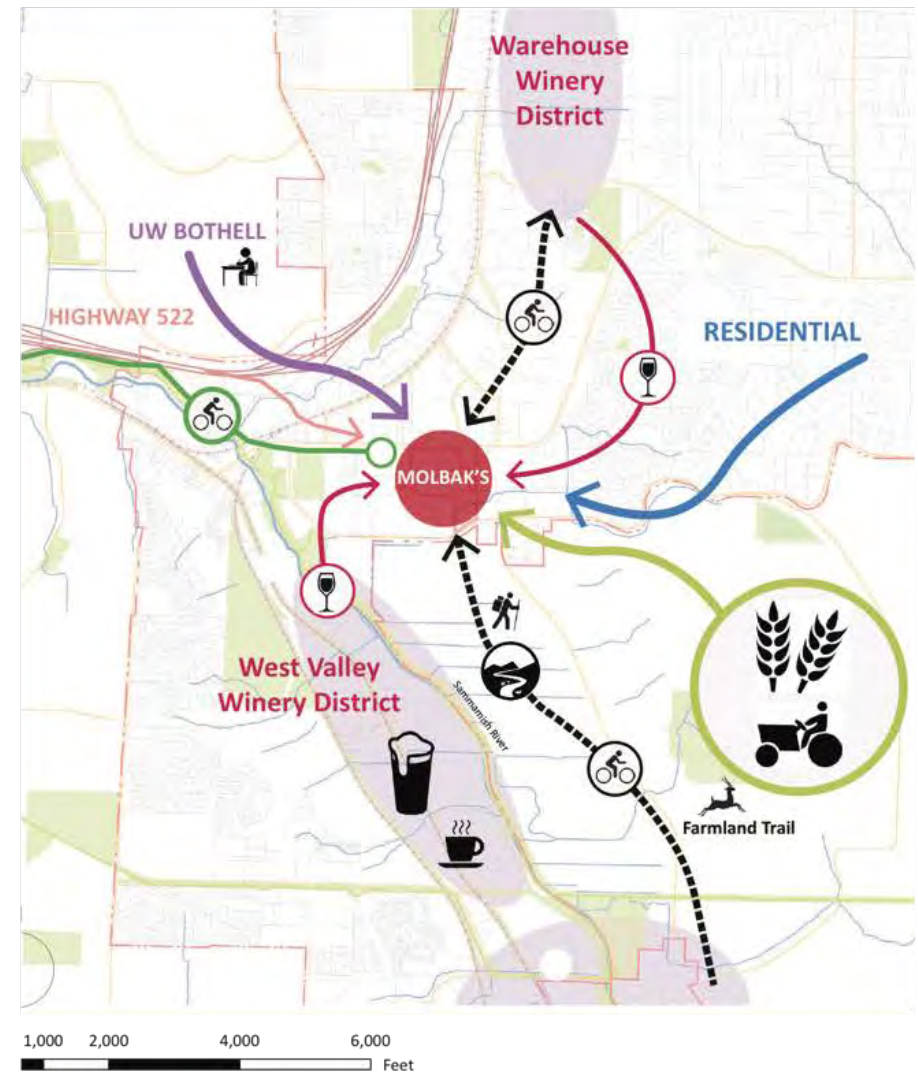 Warehouse
Winery
District
UW BOTHELL
HIGHWAY 522
RESIDENTIAL
MOLBAK'S
West Valley
Winery District
Sammamish River
Farmland Trail
1,000 2,000 4,000 6,000
Feet